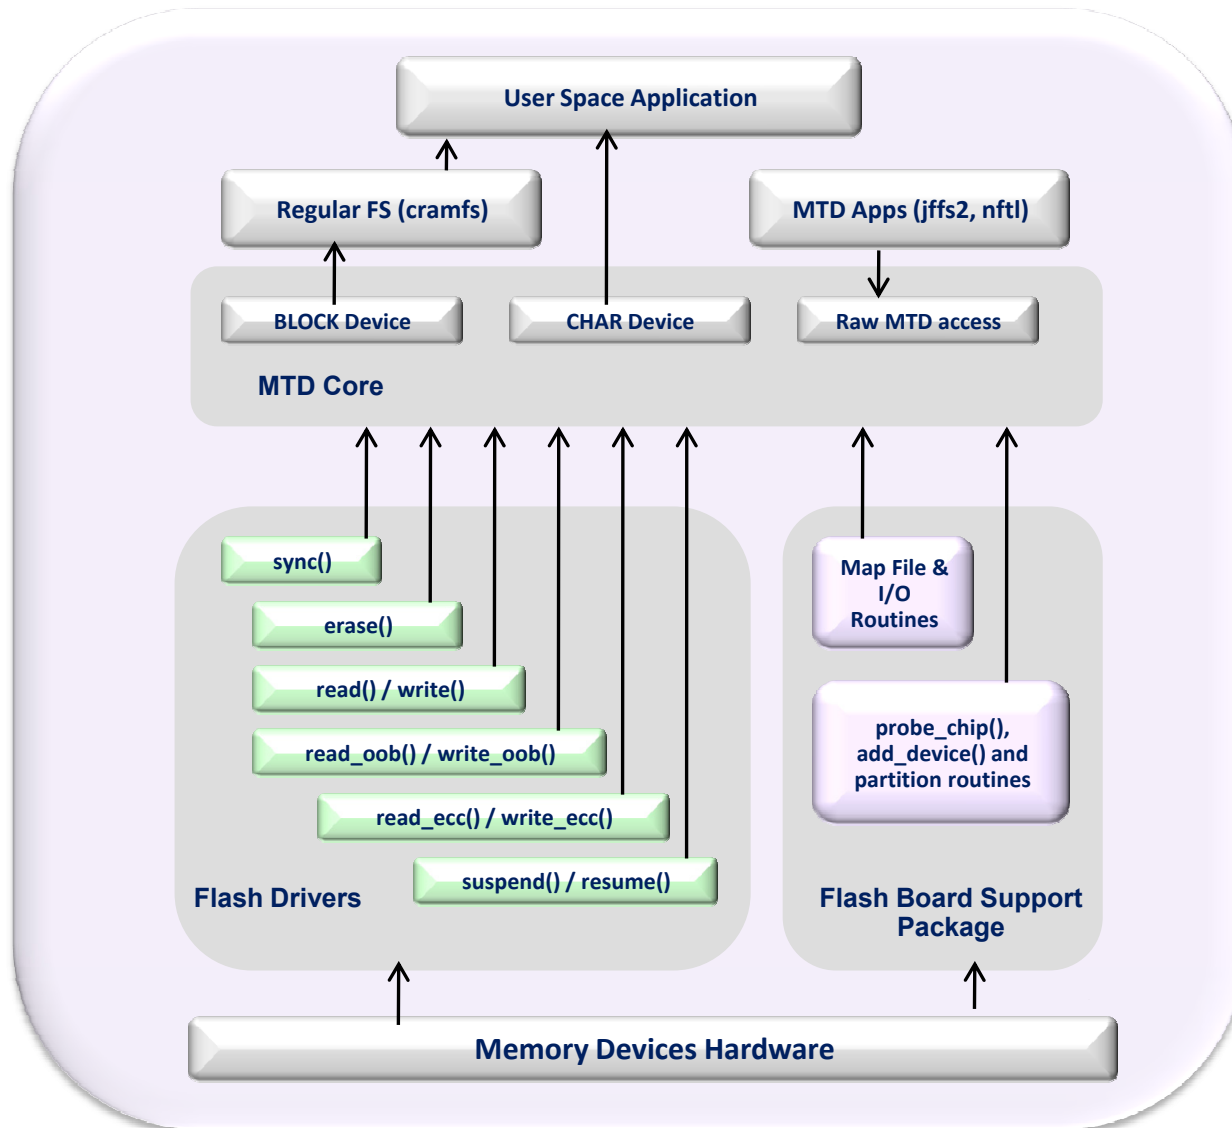 User Space Application
Regular FS (cramfs)
MTD Apps (jffs2, nftl)
BLOCK Device
CHAR Device
Raw MTD access
MTD Core
sync()
erase()
read() / write()
read_oob() / write_oob()
read_ecc() / write_ecc()
suspend() / resume()
Flash Drivers
Map File &
I/O
Routines
probe_chip(),
add_device() and
partition routines
Flash Board Support
Package
Memory Devices Hardware